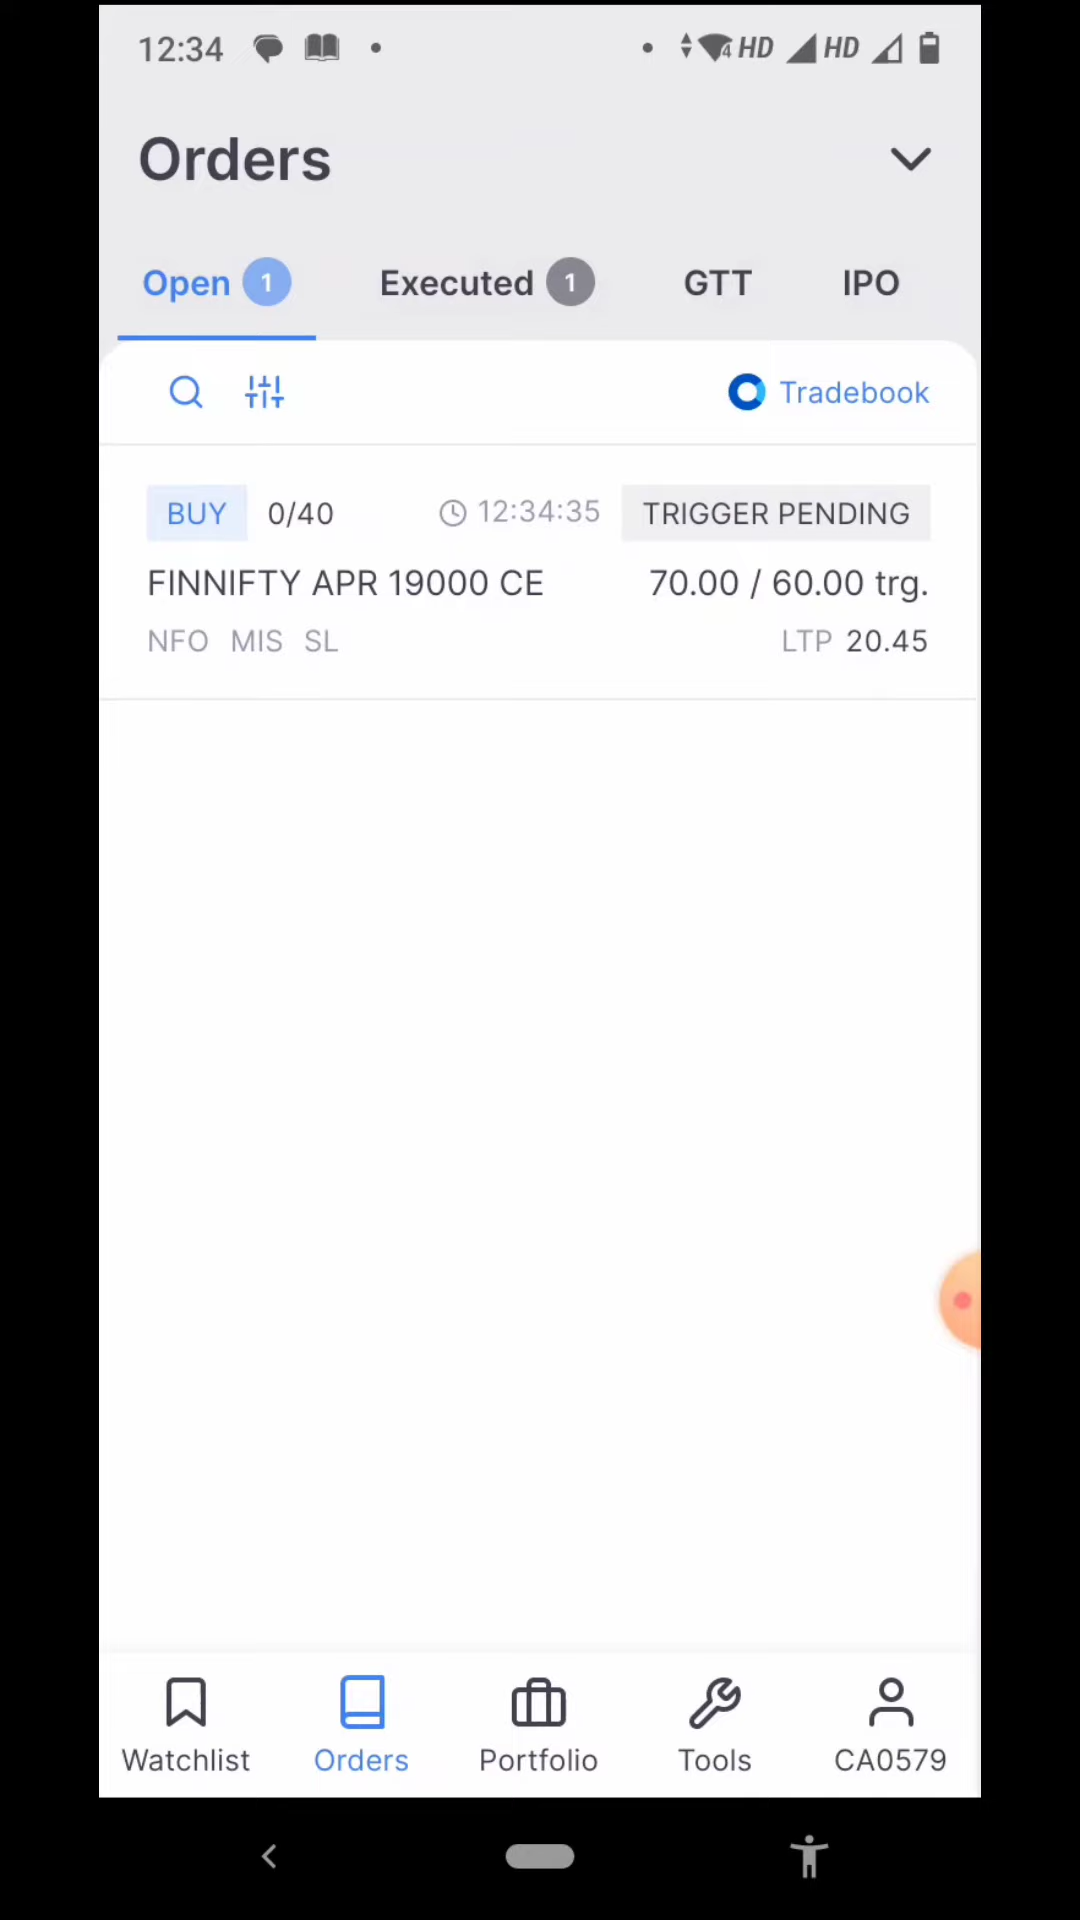 12:34 4 HD HD
Orders
Open 1 Executed 1 GTT IPO
Tradebook
BUY 0/40 12:34:35 TRIGGER PENDING
FINNIFTY APR 19000 CE 70.00 / 60.00 trg.
NFO MIS SL LTP 20.45
Watchlist Orders Portfolio Tools CA0579